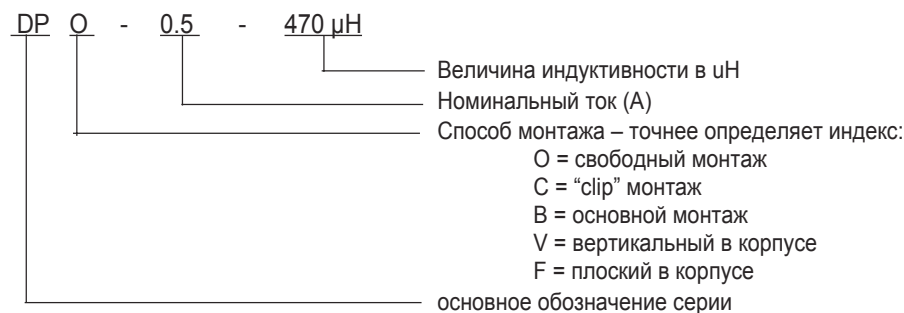 DP O - 0.5 - 470 µH
Величина индуктивности в uH
Номинальный ток (A)
Способ монтажа – точнее определяет индекс:
O = свободный монтаж
C = “clip” монтаж
B = основной монтаж
V = вертикальный в корпусе
F = плоский в корпусе
основное обозначение серии